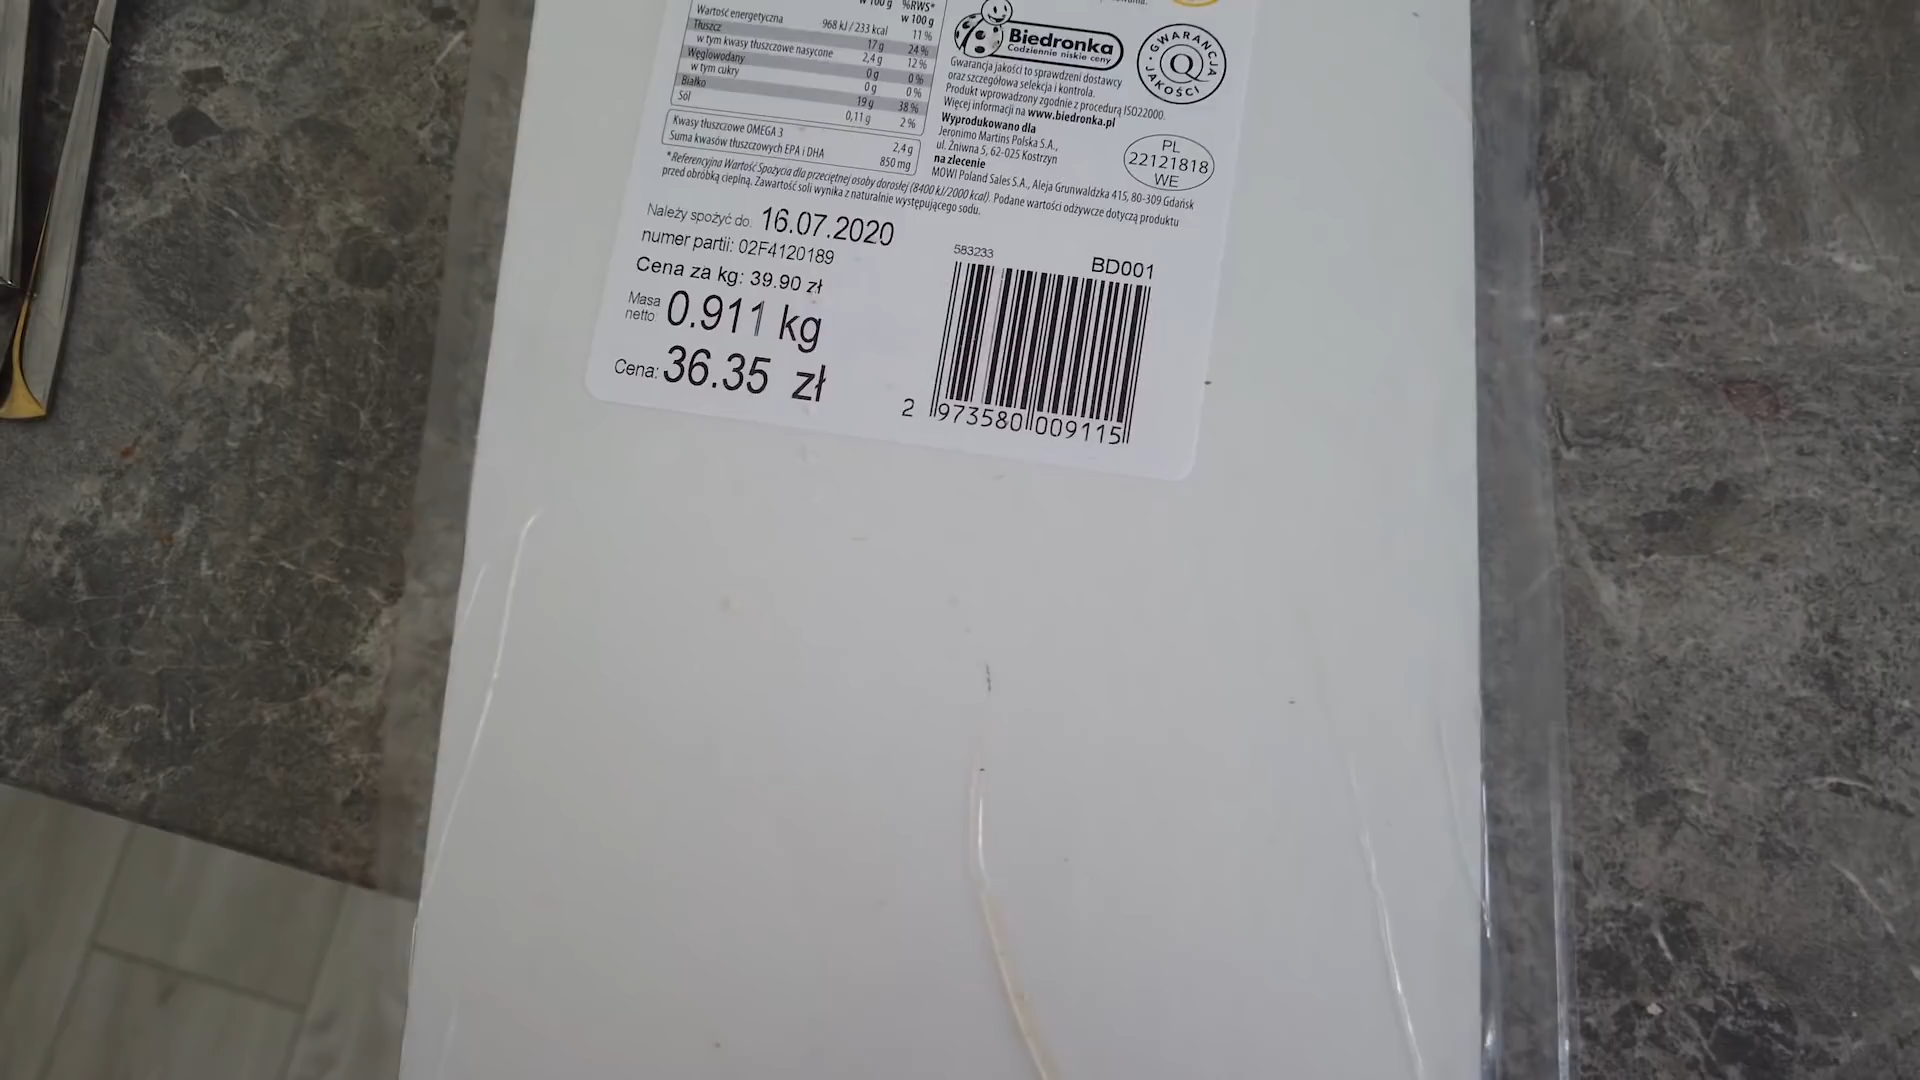 w 100 g %RWS*
w 100 g
Wartość energetyczna 968 kJ / 233 kcal 11 %
Tłuszcz 17 g 24 %
w tym kwasy tłuszczowe nasycone 2,4 g 12 %
Węglowodany 0 g 0 %
w tym cukry 0 g 0 %
Białko 19 g 38 %
Sól 0,11 g 2 %
Kwasy tłuszczowe OMEGA 3 2,4 g
Suma kwasów tłuszczowych EPA i DHA 850 mg
*Referencyjna Wartość Spożycia dla przeciętnej osoby dorosłej (8400 kJ/2000 kcal). Podane wartości odżywcze dotyczą produktu
przed obróbką cieplną. Zawartość soli wynika z naturalnie występującego sodu.
Biedronka
Codziennie niskie ceny
GWARANCJA
Q
JAKOŚCI
Gwarancja jakości to sprawdzeni dostawcy
oraz szczegółowa selekcja i kontrola.
Produkt wprowadzony zgodnie z procedurą ISO22000.
Więcej informacji na www.biedronka.pl
Wyprodukowano dla
Jeronimo Martins Polska S.A.,
ul. Żniwna 5, 62-025 Kostrzyn
na zlecenie
MOWI Poland Sales S.A., Aleja Grunwaldzka 415, 80-309 Gdańsk
PL
22121818
WE
Należy spożyć do: 16.07.2020
numer partii: 02F4120189
Cena za kg: 39.90 zł
Masa
netto 0.911 kg
Cena: 36.35 zł
583233
BD001
2 973580 009115